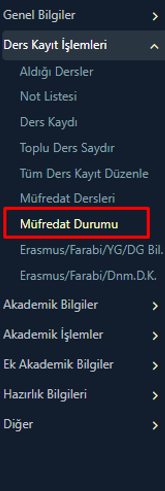 Genel Bilgiler
Ders Kayıt İşlemleri
Aldığı Dersler
Not Listesi
Ders Kaydı
Toplu Ders Saydır
Tüm Ders Kayıt Düzenle
Müfredat Dersleri
Müfredat Durumu
Erasmus/Farabi/YG/DG Bil.
Erasmus/Farabi/Dnm.D.K.
Akademik Bilgiler
Akademik İşlemler
Ek Akademik Bilgiler
Hazırlık Bilgileri
Diğer